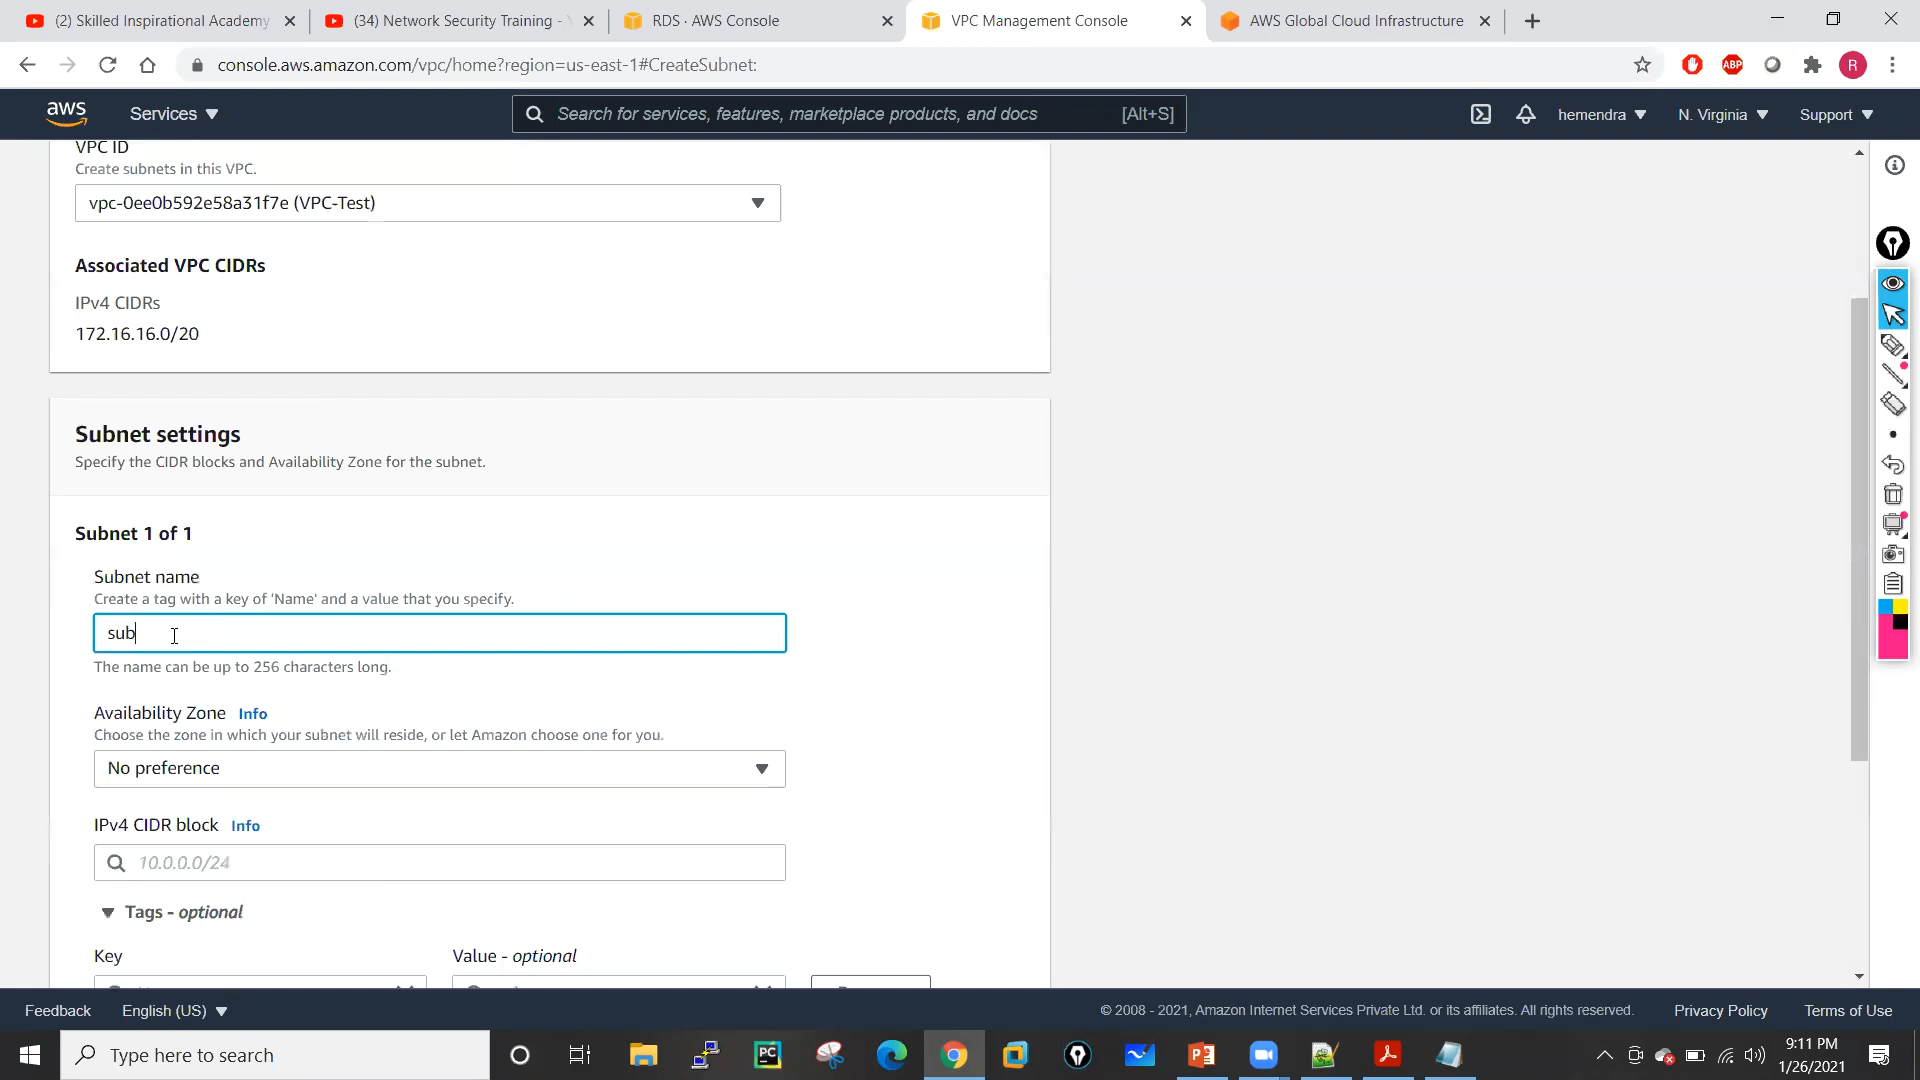 (2) Skilled Inspirational Academy
(34) Network Security Training -
RDS · AWS Console
VPC Management Console
AWS Global Cloud Infrastructure
console.aws.amazon.com/vpc/home?region=us-east-1#CreateSubnet:
ABP
R
aws
Services
Search for services, features, marketplace products, and docs
[Alt+S]
hemendra
N. Virginia
Support
VPC ID
Create subnets in this VPC.
vpc-0ee0b592e58a31f7e (VPC-Test)
Associated VPC CIDRs
IPv4 CIDRs
172.16.16.0/20
Subnet settings
Specify the CIDR blocks and Availability Zone for the subnet.
Subnet 1 of 1
Subnet name
Create a tag with a key of 'Name' and a value that you specify.
sub
The name can be up to 256 characters long.
Availability Zone Info
Choose the zone in which your subnet will reside, or let Amazon choose one for you.
No preference
IPv4 CIDR block Info
10.0.0.0/24
Tags - optional
Key
Value - optional
Feedback
English (US)
© 2008 - 2021, Amazon Internet Services Private Ltd. or its affiliates. All rights reserved.
Privacy Policy
Terms of Use
Type here to search
PC
9:11 PM
1/26/2021